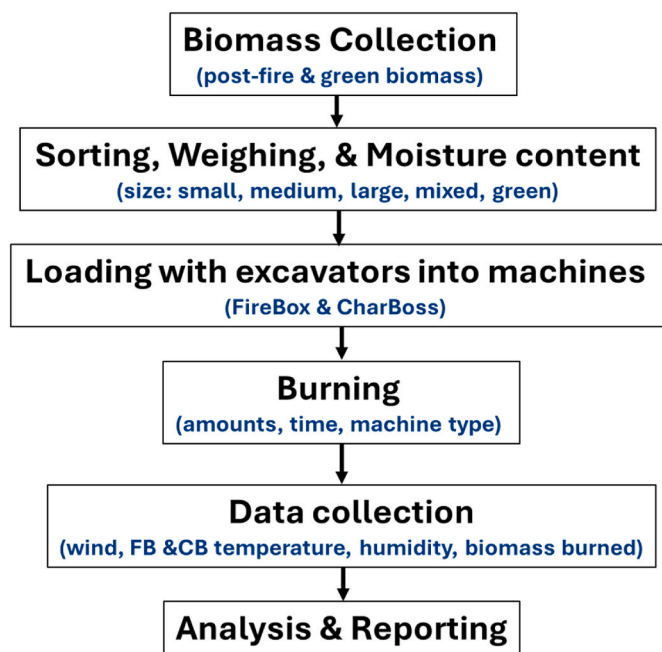 Biomass Collection
(post-fire & green biomass)
Sorting, Weighing, & Moisture content
(size: small, medium, large, mixed, green)
Loading with excavators into machines
(FireBox & CharBoss)
Burning
(amounts, time, machine type)
Data collection
(wind, FB &CB temperature, humidity, biomass burned)
Analysis & Reporting